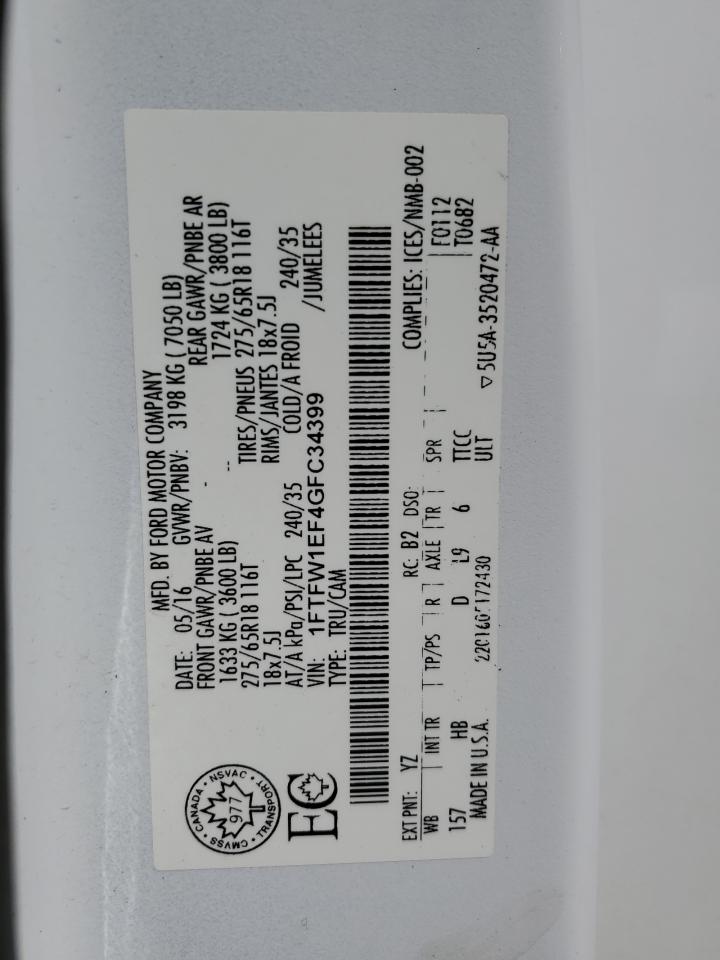 MFD. BY FORD MOTOR COMPANY
DATE: 05/16 GVWR/PNBV: 3198 KG ( 7050 LB)
FRONT GAWR/PNBE AV - REAR GAWR/PNBE AR
1633 KG ( 3600 LB) -- 1724 KG ( 3800 LB)
275/65R18 116T TIRES/PNEUS 275/65R18 116T
18x7.5J RIMS/JANTES 18x7.5J
AT/A kPa/PSI/LPC 240/35 COLD/A FROID 240/35
VIN: 1FTFW1EF4GFC34399 /JUMELEES
TYPE: TRU/CAM
CANADA • NSVAC • TRANSPORT • CMVSS •
977
EC
EXT PNT: YZ RC: B2 DSO: COMPLIES: ICES/NMB-002
WB INT TR TP/PS R AXLE TR SPR F0112
157 HB D L9 6 TTCC T0682
ULT
MADE IN U.S.A. ▽ 5U5A-3520472-AA